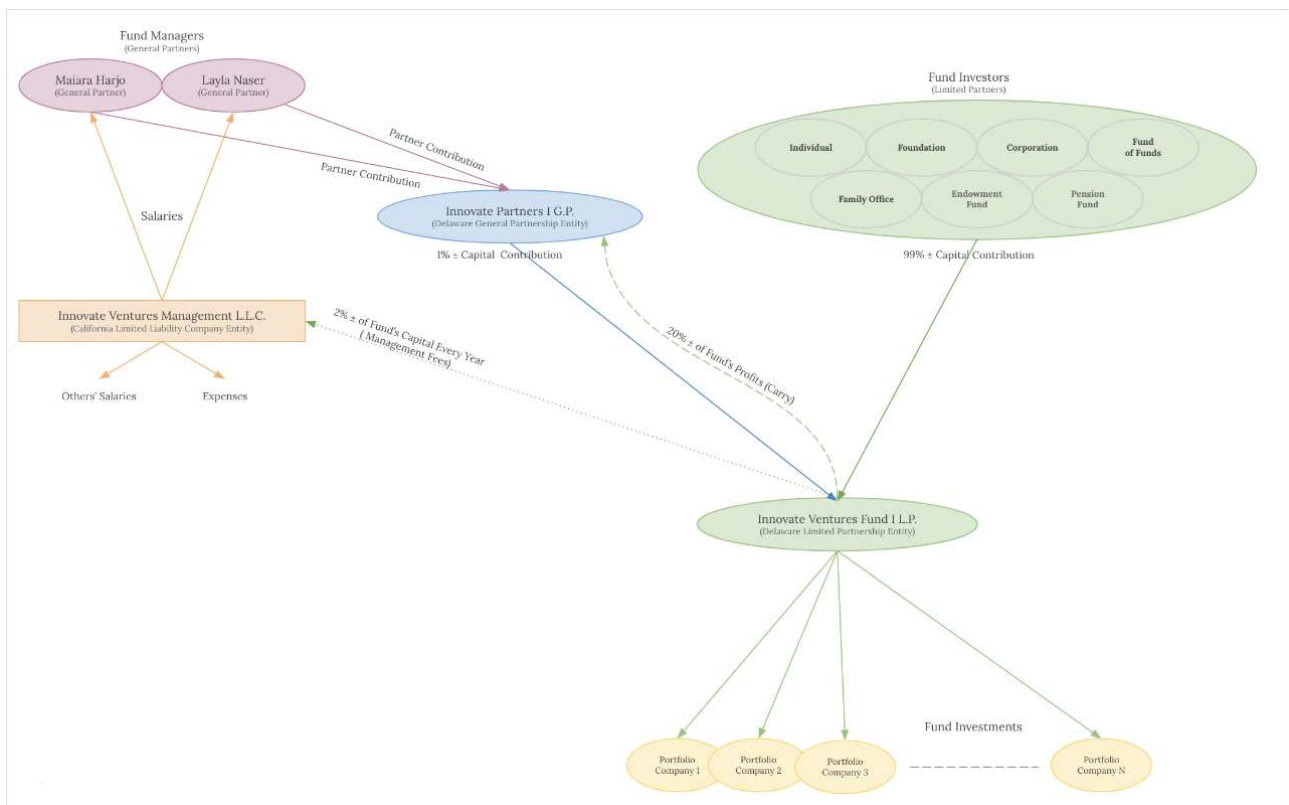 Fund Managers
(General Partners)
Maiara Harjo
(General Partner)
Layla Naser
(General Partner)
Partner Contribution
Partner Contribution
Fund Investors
(Limited Partners)
Individual
Foundation
Corporation
Fund
of Funds
Family Office
Endowment
Fund
Pension
Fund
Salaries
Innovate Partners I G.P.
(Delaware General Partnership Entity)
1% ± Capital Contribution
99% ± Capital Contribution
Innovate Ventures Management L.L.C.
(California Limited Liability Company Entity)
2% ± of Fund's Capital Every Year
( Management Fees)
20% ± of Fund's Profits (Carry)
Others' Salaries
Expenses
Innovate Ventures Fund I L.P.
(Delaware Limited Partnership Entity)
Fund Investments
Portfolio
Company 1
Portfolio
Company 2
Portfolio
Company 3
Portfolio
Company N